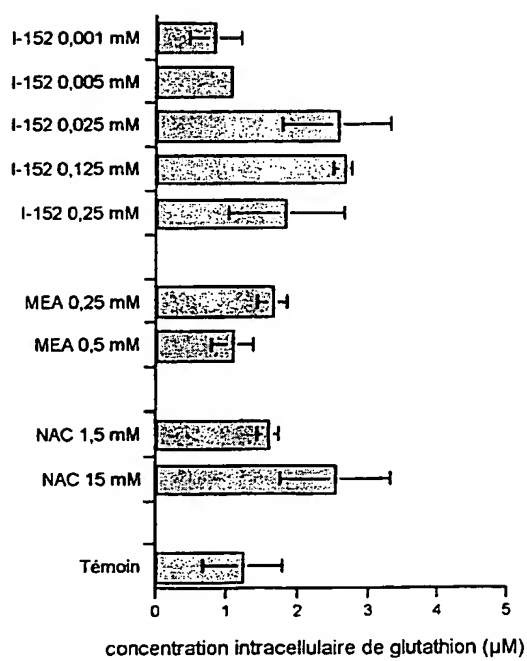 I-152 0,001 mM
I-152 0,005 mM
I-152 0,025 mM
I-152 0,125 mM
I-152 0,25 mM
MEA 0,25 mM
MEA 0,5 mM
NAC 1,5 mM
NAC 15 mM
Témoin
0 1 2 3 4 5
concentration intracellulaire de glutathion (µM)